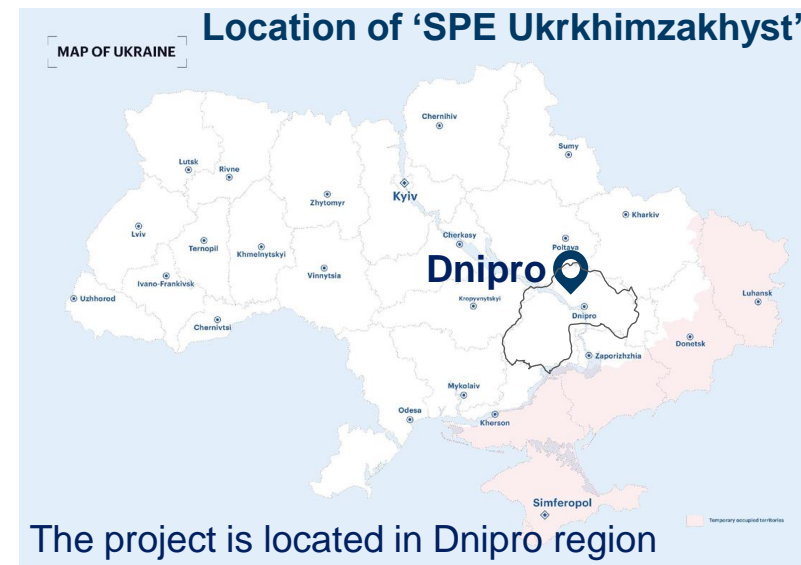 Location of ‘SPE Ukrkhimzakhyst’
MAP OF UKRAINE
Chernihiv
Sumy
Lutsk
Rivne
Zhytomyr
Kyiv
Kharkiv
Lviv
Ternopil
Khmelnytskyi
Cherkasy
Poltava
Vinnytsia
Dnipro
Ivano-Frankivsk
Uzhhorod
Kropyvnytskyi
Luhansk
Chernivtsi
Dnipro
Donetsk
Zaporizhzhia
Mykolaiv
Odesa
Kherson
Simferopol
Temporary occupied territories
The project is located in Dnipro region